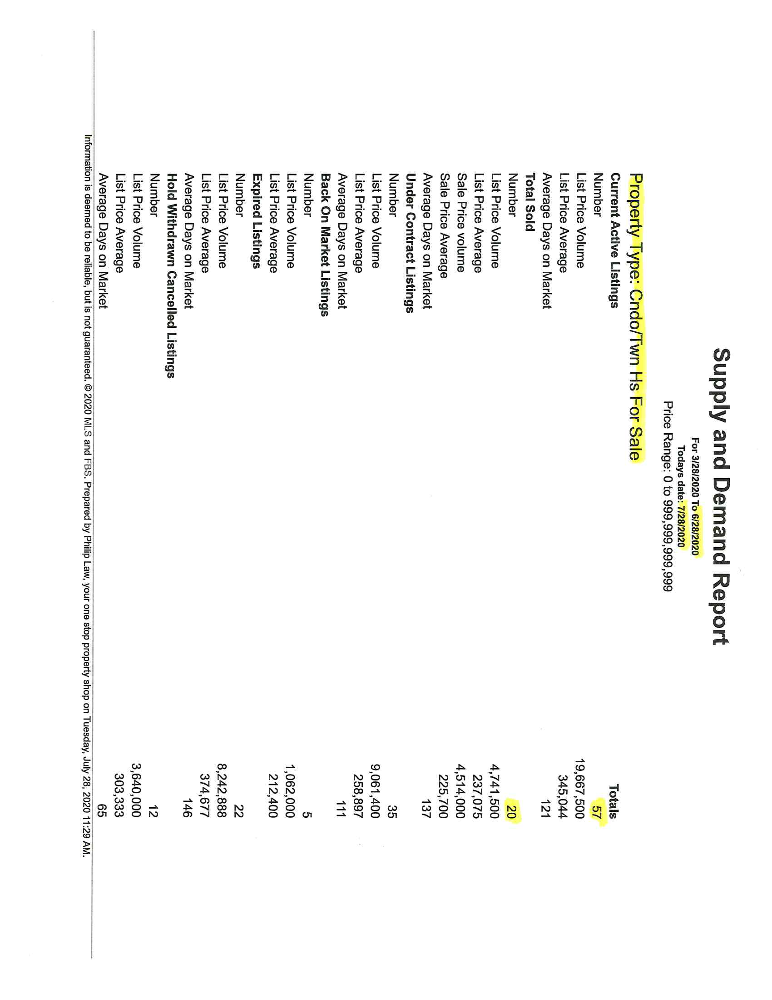 Supply and Demand Report
For 3/28/2020 To 6/28/2020
Todays date: 7/28/2020
Price Range: 0 to 999,999,999,999
Property Type: Cndo/Twn Hs For Sale
Current Active Listings Totals
Number 57
List Price Volume 19,667,500
List Price Average 345,044
Average Days on Market 121
Total Sold
Number 20
List Price Volume 4,741,500
List Price Average 237,075
Sale Price volume 4,514,000
Sale Price Average 225,700
Average Days on Market 137
Under Contract Listings
Number 35
List Price Volume 9,061,400
List Price Average 258,897
Average Days on Market 111
Back On Market Listings
Number 5
List Price Volume 1,062,000
List Price Average 212,400
Expired Listings
Number 22
List Price Volume 8,242,888
List Price Average 374,677
Average Days on Market 146
Hold Withdrawn Cancelled Listings
Number 12
List Price Volume 3,640,000
List Price Average 303,333
Average Days on Market 65
Information is deemed to be reliable, but is not guaranteed. © 2020 MLS and FBS. Prepared by Philip Law, your one stop property shop on Tuesday, July 28, 2020 11:29 AM.